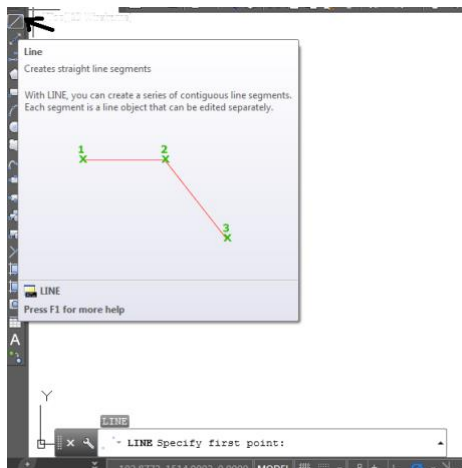 Line
Creates straight line segments
With LINE, you can create a series of contiguous line segments.
Each segment is a line object that can be edited separately.
1
2
3
LINE
Press F1 for more help
A
Y
LINE
LINE Specify first point:
MODEL